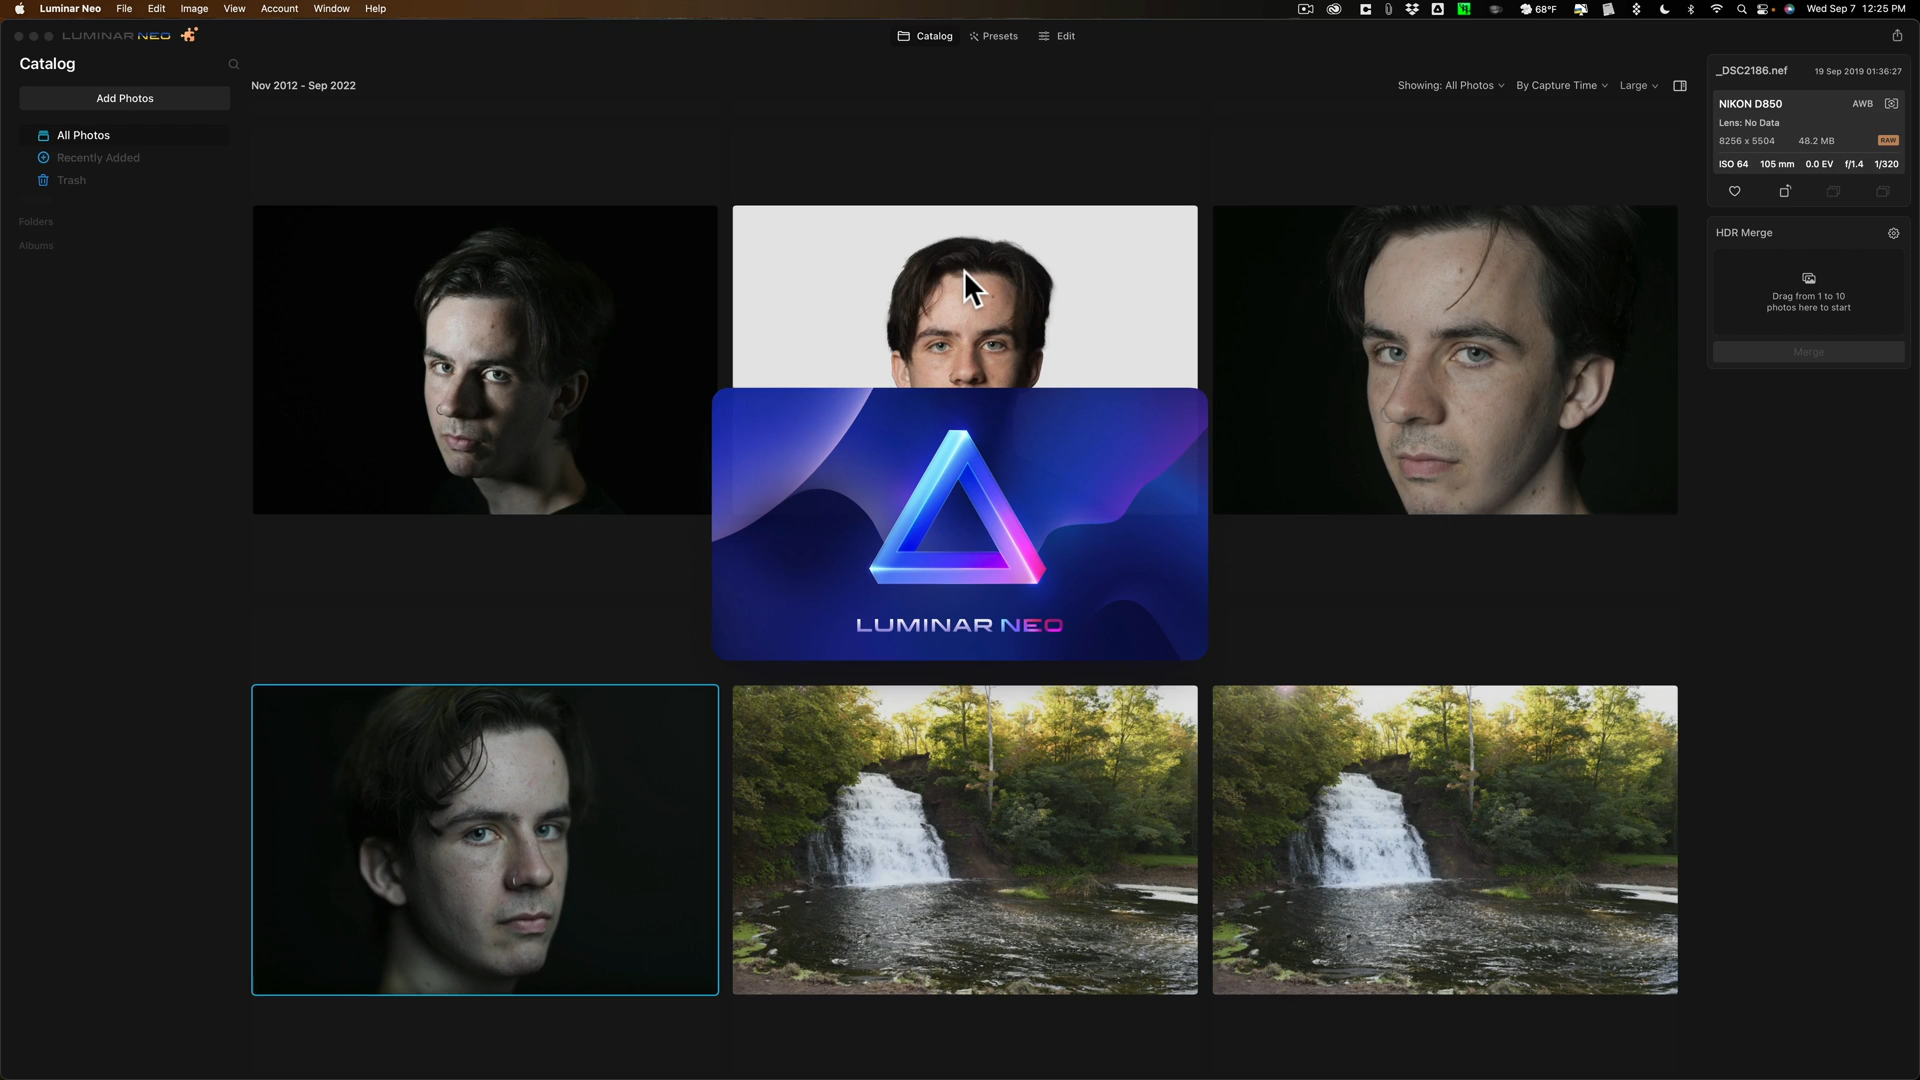 Luminar Neo File Edit Image View Account Window Help 68°F Wed Sep 7 12:25 PM
LUMINAR NEO Catalog Presets Edit
Catalog
Nov 2012 - Sep 2022 Showing: All Photos By Capture Time Large
Add Photos
All Photos
Recently Added
Trash
Folders
Albums
_DSC2186.nef 19 Sep 2019 01:36:27
NIKON D850 AWB
Lens: No Data
8256 x 5504 48.2 MB RAW
ISO 64 105 mm 0.0 EV f/1.4 1/320
HDR Merge
Drag from 1 to 10
photos here to start
Merge
LUMINAR NEO